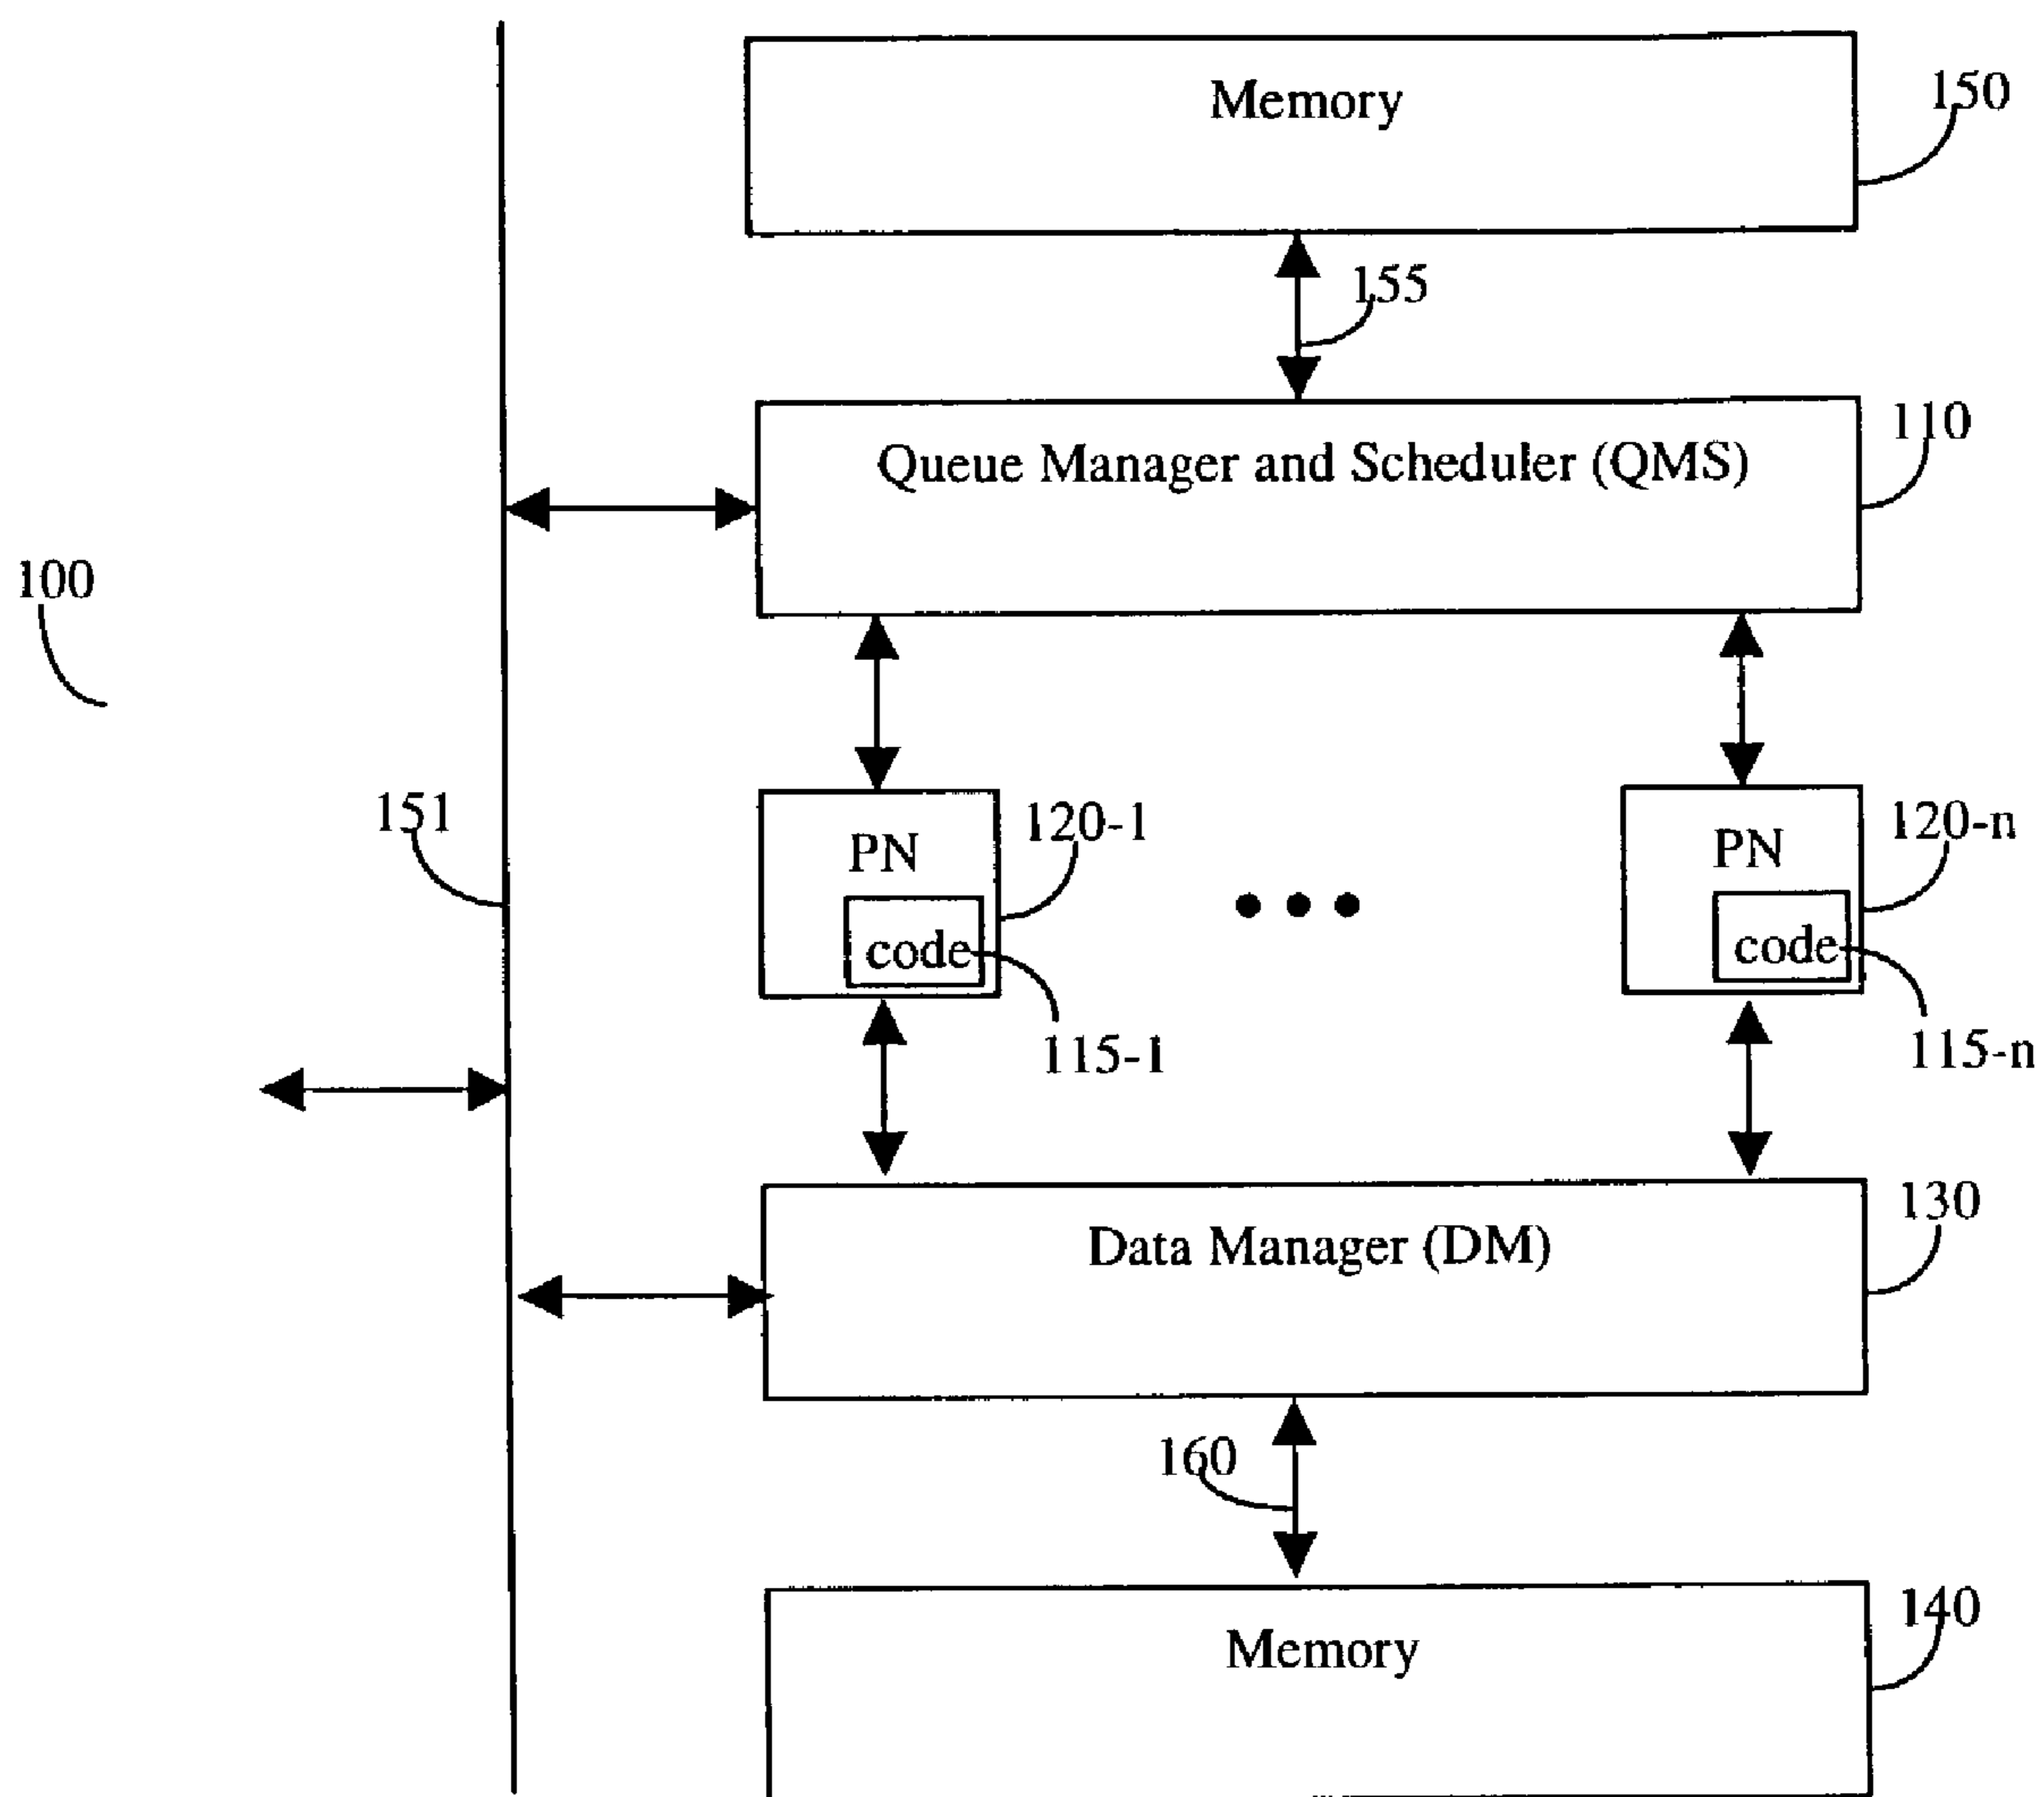 Memory
150
155
110
Queue Manager and Scheduler (QMS)
100
151
PN
120-1
PN
120-n
code
code
115-1
115-n
130
Data Manager (DM)
160
140
Memory